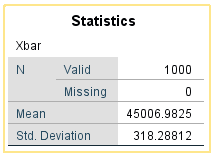 Statistics
Xbar
N Valid 1000
Missing 0
Mean 45006.9825
Std. Deviation 318.28812